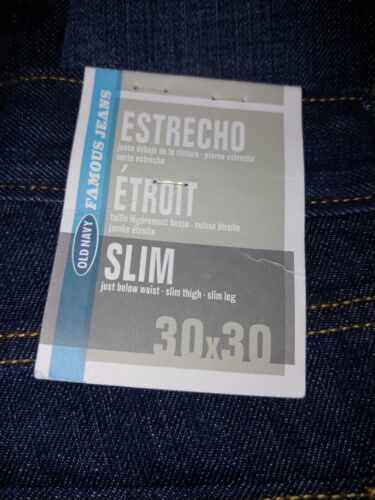 ESTRECHO
justo debajo de la cintura · pierna estrecha
corte estrecho
ÉTROIT
taille légèrement basse · cuisse étroite
jambe étroite
SLIM
just below waist · slim thigh · slim leg
30x30
OLD NAVY FAMOUS JEANS